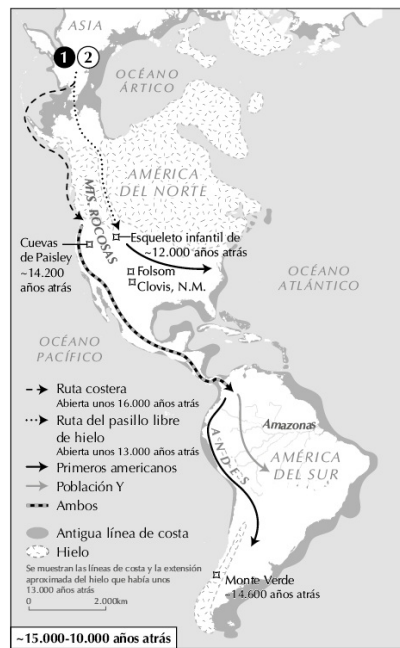 ASIA
1 2
OCÉANO
ÁRTICO
AMÉRICA
DEL NORTE
MTS. ROCOSAS
Cuevas
de Paisley
~14.200
años atrás
Esqueleto infantil de
~12.000 años atrás
Folsom
Clovis, N.M.
OCÉANO
ATLÁNTICO
OCÉANO
PACÍFICO
Ruta costera
Abierta unos 16.000 años atrás
Ruta del pasillo libre
de hielo
Abierta unos 13.000 años atrás
Primeros americanos
Población Y
Ambos
Antigua línea de costa
Hielo
Se muestran las líneas de costa y la extensión
aproximada del hielo que había unos
13.000 años atrás
0 2.000km
Amazonas
AMÉRICA
DEL SUR
ANDES
Monte Verde
~14.600 años atrás
~15.000-10.000 años atrás